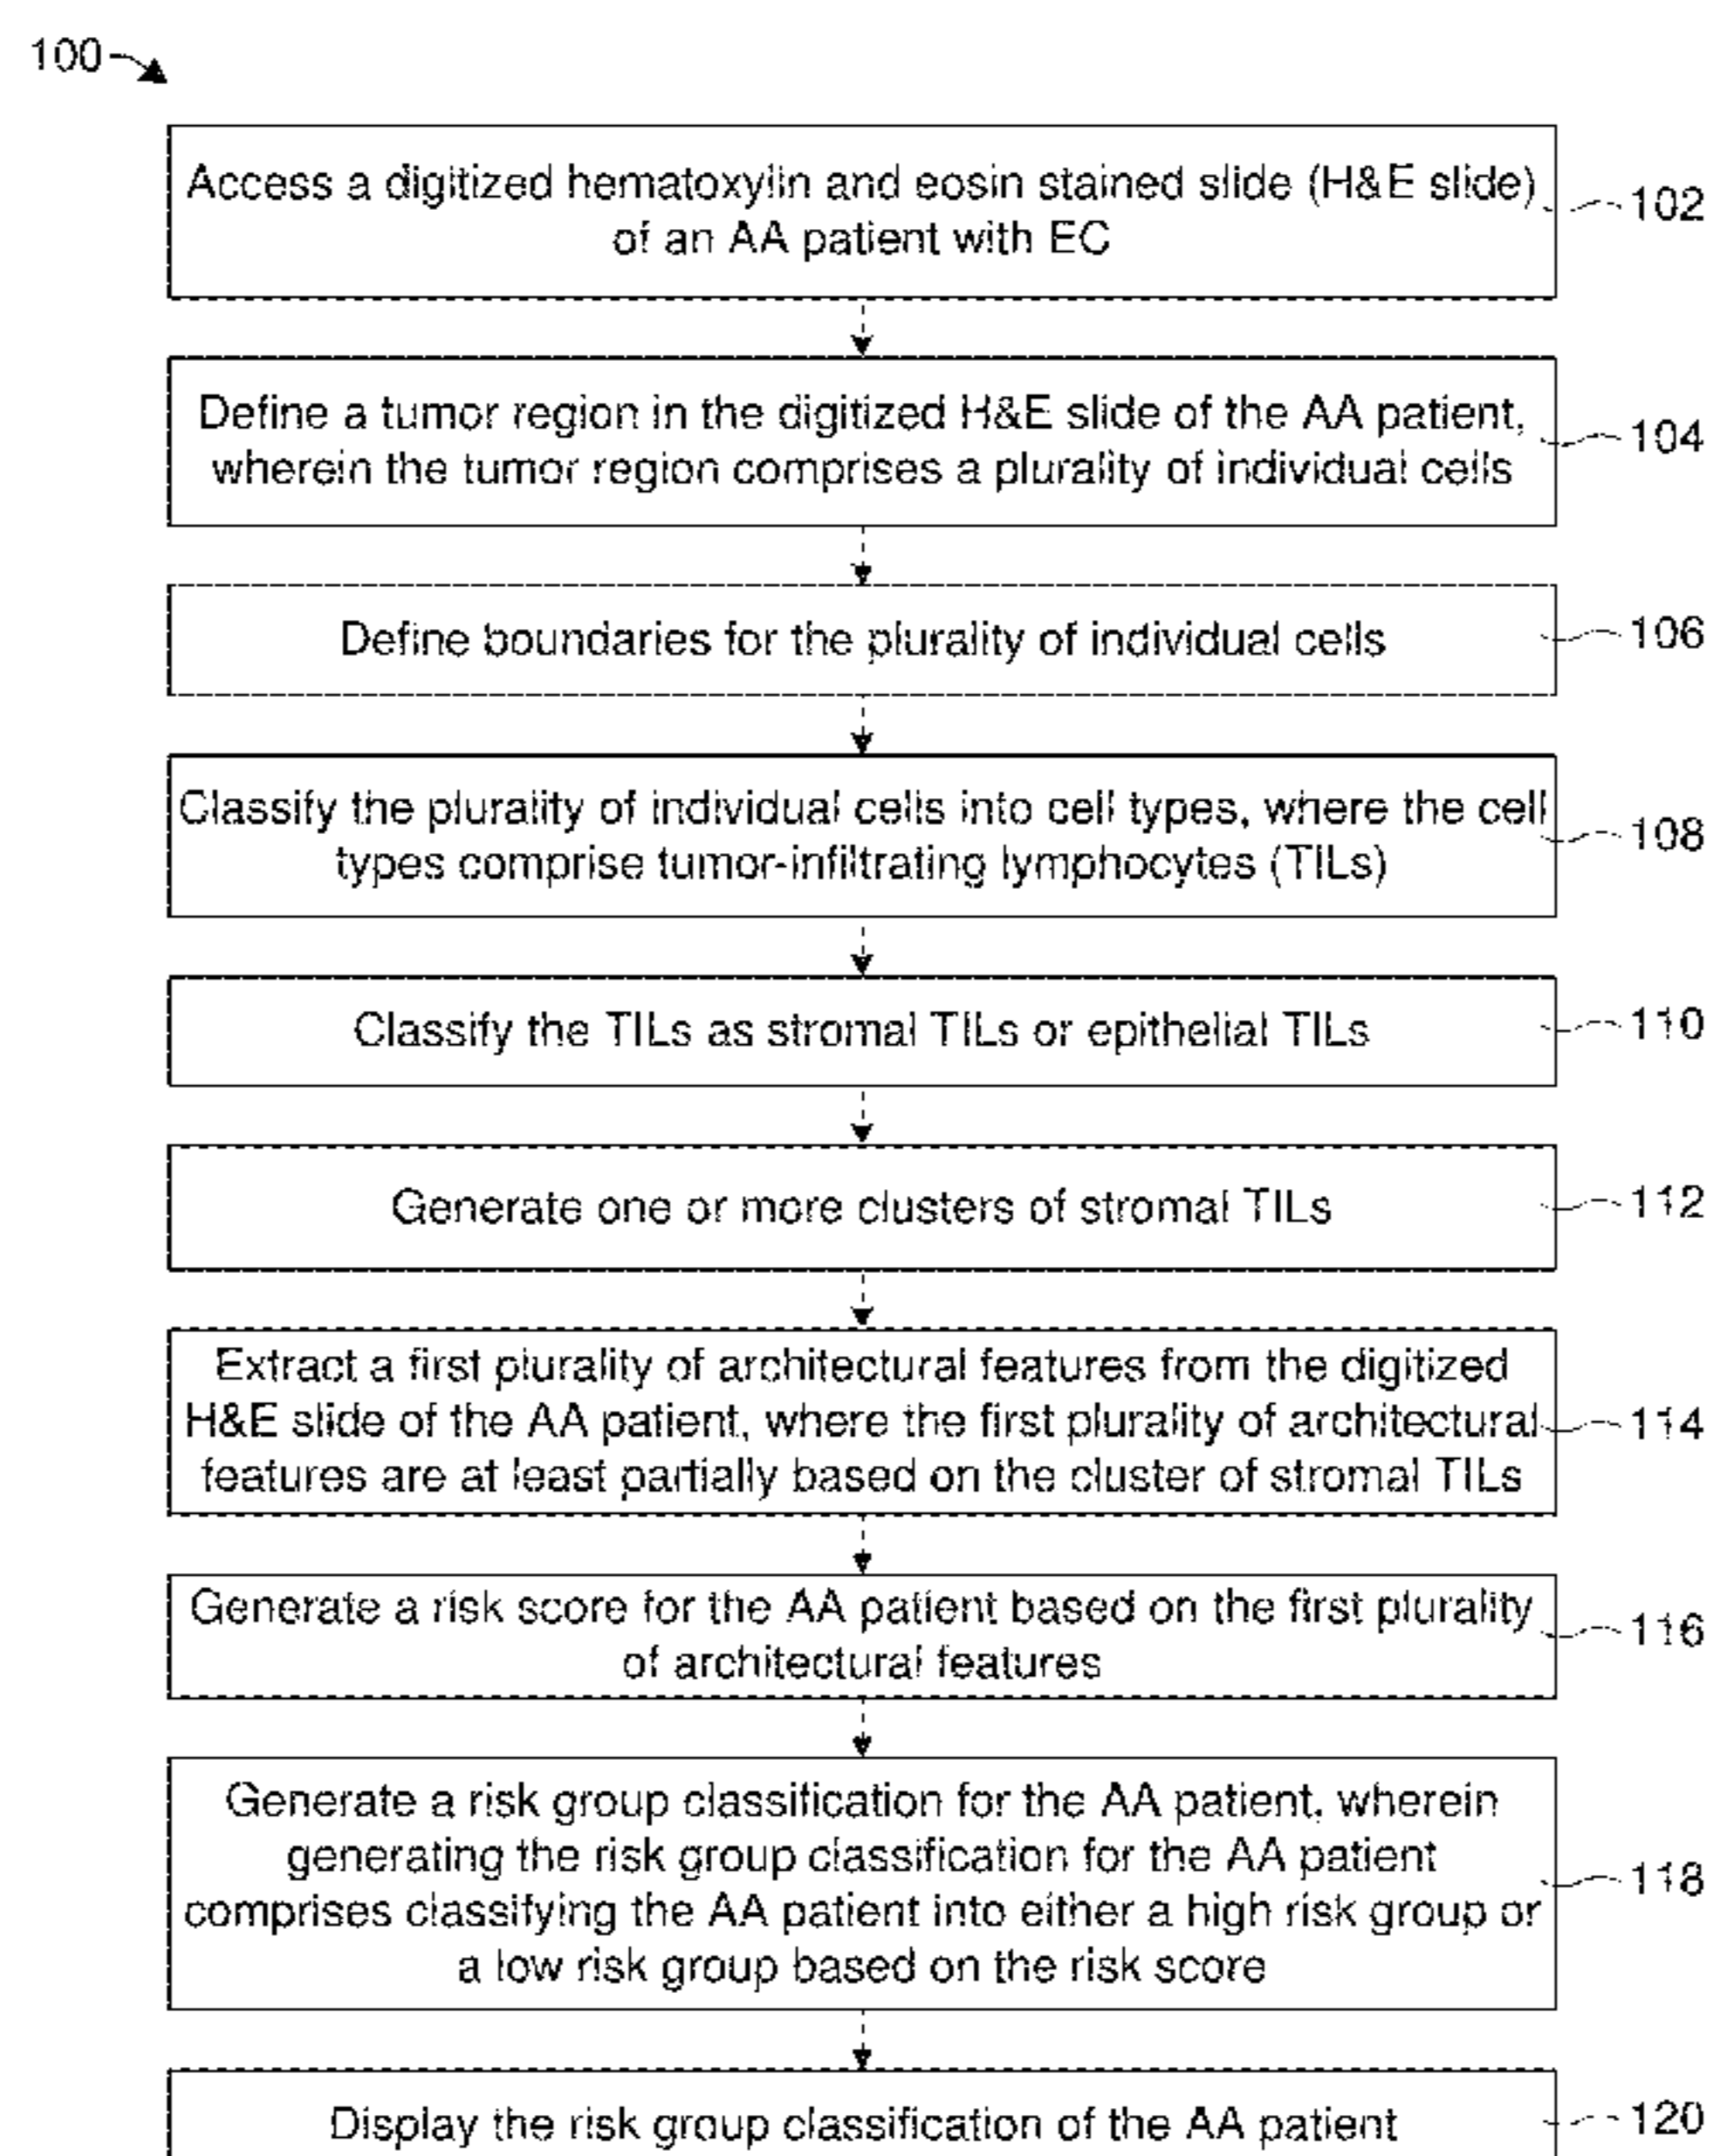 100
Access a digitized hematoxylin and eosin stained slide (H&E slide)
of an AA patient with EC
102
Define a tumor region in the digitized H&E slide of the AA patient,
wherein the tumor region comprises a plurality of individual cells
104
Define boundaries for the plurality of individual cells
106
Classify the plurality of individual cells into cell types, where the cell
types comprise tumor-infiltrating lymphocytes (TILs)
108
Classify the TILs as stromal TILs or epithelial TILs
110
Generate one or more clusters of stromal TILs
112
Extract a first plurality of architectural features from the digitized
H&E slide of the AA patient, where the first plurality of architectural
features are at least partially based on the cluster of stromal TILs
114
Generate a risk score for the AA patient based on the first plurality
of architectural features
116
Generate a risk group classification for the AA patient, wherein
generating the risk group classification for the AA patient
comprises classifying the AA patient into either a high risk group or
a low risk group based on the risk score
118
Display the risk group classification of the AA patient
120